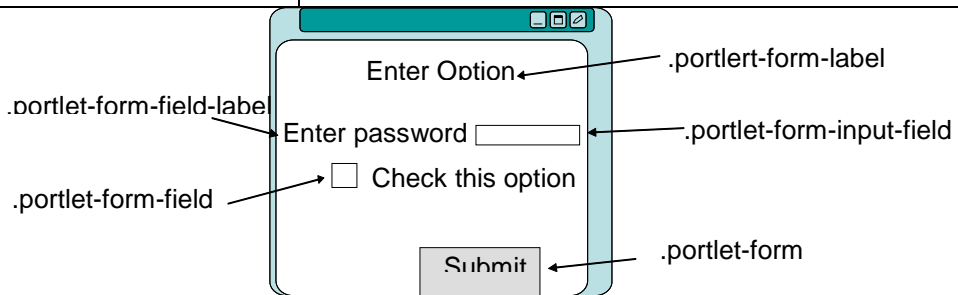 Enter Option
.portlert-form-label
.portlet-form-field-label
Enter password
.portlet-form-input-field
Check this option
.portlet-form-field
Submit
.portlet-form